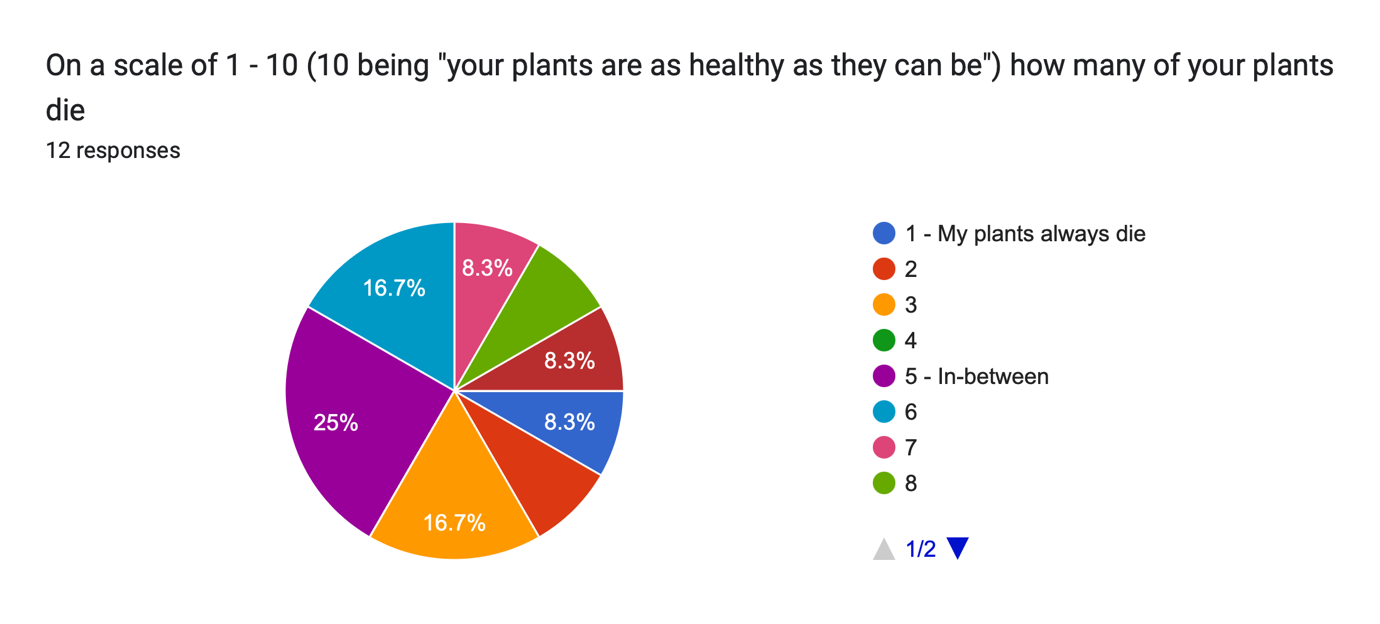 On a scale of 1 - 10 (10 being "your plants are as healthy as they can be") how many of your plants
die
12 responses
8.3%
16.7%
8.3%
25%
8.3%
16.7%
1 - My plants always die
2
3
4
5 - In-between
6
7
8
1/2